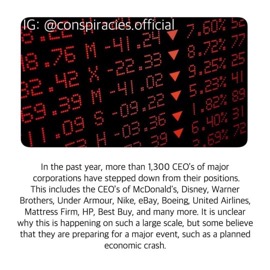 IG: @conspiracies.official
In the past year, more than 1,300 CEO's of major
corporations have stepped down from their positions.
This includes the CEO's of McDonald's, Disney, Warner
Brothers, Under Armour, Nike, eBay, Boeing, United Airlines,
Mattress Firm, HP, Best Buy, and many more. It is unclear
why this is happening on such a large scale, but some believe
that they are preparing for a major event, such as a planned
economic crash.